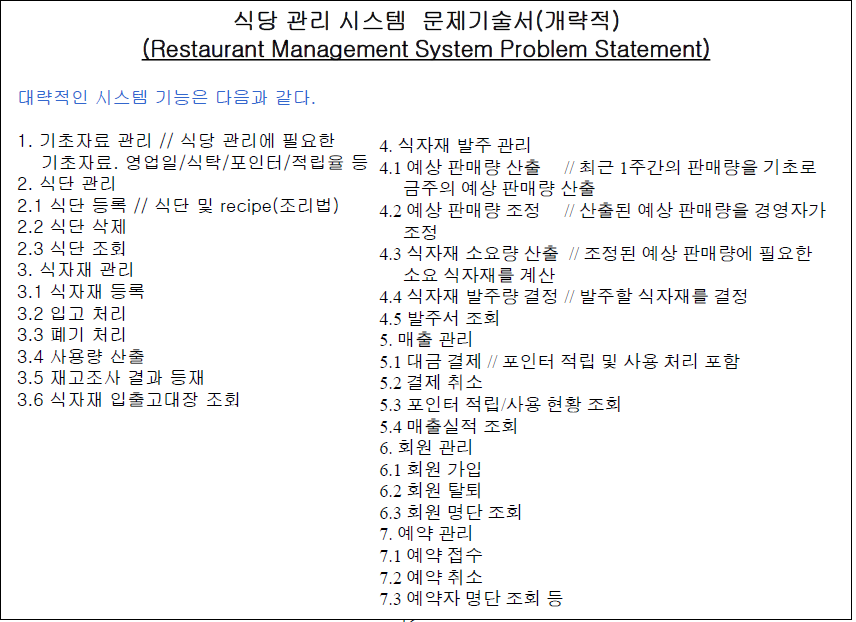 식당 관리 시스템 문제기술서(개략적)
(Restaurant Management System Problem Statement)
대략적인 시스템 기능은 다음과 같다.
1. 기초자료 관리 // 식당 관리에 필요한
기초자료. 영업일/식탁/포인터/적립율 등
2. 식단 관리
2.1 식단 등록 // 식단 및 recipe(조리법)
2.2 식단 삭제
2.3 식단 조회
3. 식자재 관리
3.1 식자재 등록
3.2 입고 처리
3.3 폐기 처리
3.4 사용량 산출
3.5 재고조사 결과 등재
3.6 식자재 입출고대장 조회
4. 식자재 발주 관리
4.1 예상 판매량 산출 // 최근 1주간의 판매량을 기초로
금주의 예상 판매량 산출
4.2 예상 판매량 조정 // 산출된 예상 판매량을 경영자가
조정
4.3 식자재 소요량 산출 // 조정된 예상 판매량에 필요한
소요 식자재를 계산
4.4 식자재 발주량 결정 // 발주할 식자재를 결정
4.5 발주서 조회
5. 매출 관리
5.1 대금 결제 // 포인터 적립 및 사용 처리 포함
5.2 결제 취소
5.3 포인터 적립/사용 현황 조회
5.4 매출실적 조회
6. 회원 관리
6.1 회원 가입
6.2 회원 탈퇴
6.3 회원 명단 조회
7. 예약 관리
7.1 예약 접수
7.2 예약 취소
7.3 예약자 명단 조회 등